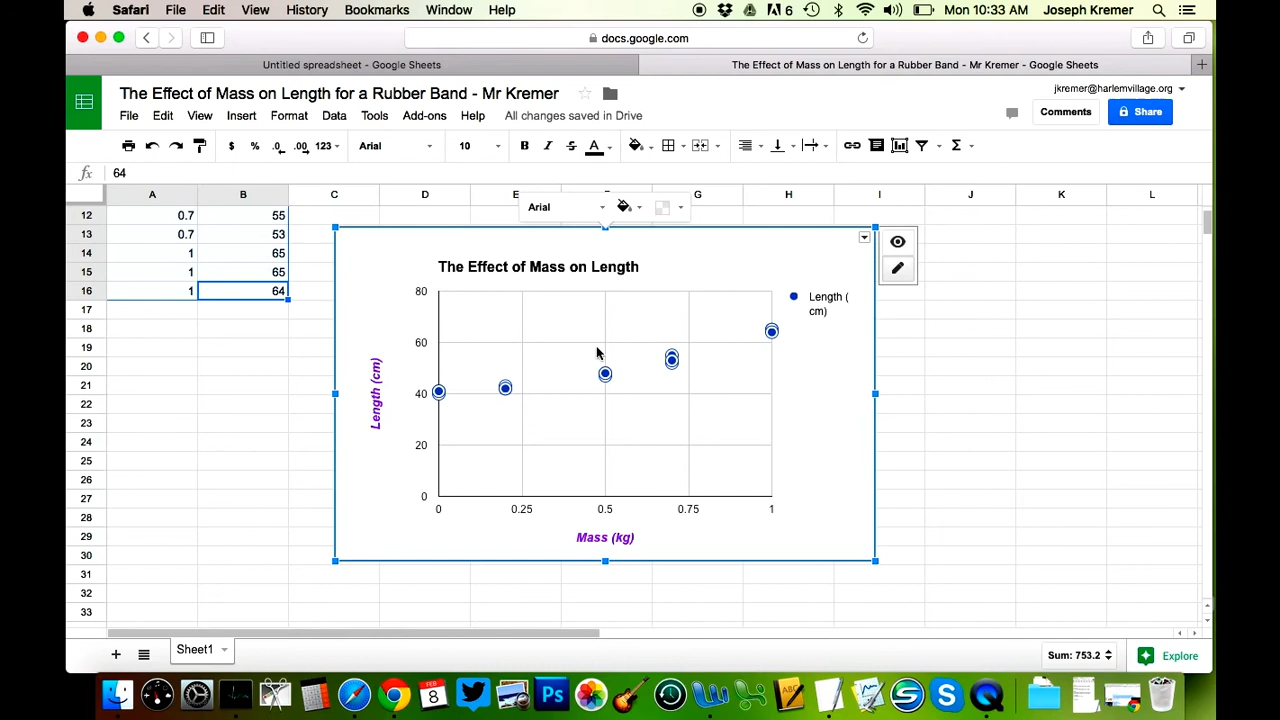 Safari File Edit View History Bookmarks Window Help 6 Mon 10:33 AM Joseph Kremer
docs.google.com
Untitled spreadsheet - Google Sheets The Effect of Mass on Length for a Rubber Band - Mr Kremer - Google Sheets
The Effect of Mass on Length for a Rubber Band - Mr Kremer jkremer@harlemvillage.org
File Edit View Insert Format Data Tools Add-ons Help All changes saved in Drive Comments Share
$ % .0 .00 123 Arial 10 B I S A Σ
fx 64
A B C D E F G H I J K L
Arial
12 0.7 55
13 0.7 53
14 1 65
15 1 65
16 1 64
17
18
19
20
21
22
23
24
25
26
27
28
29
30
31
32
33
The Effect of Mass on Length
80
60
40
20
0
Length (cm)
0 0.25 0.5 0.75 1
Mass (kg)
Length (
cm)
+ Sheet1 Sum: 753.2 Explore
FEB
8
Ps
ABC
S